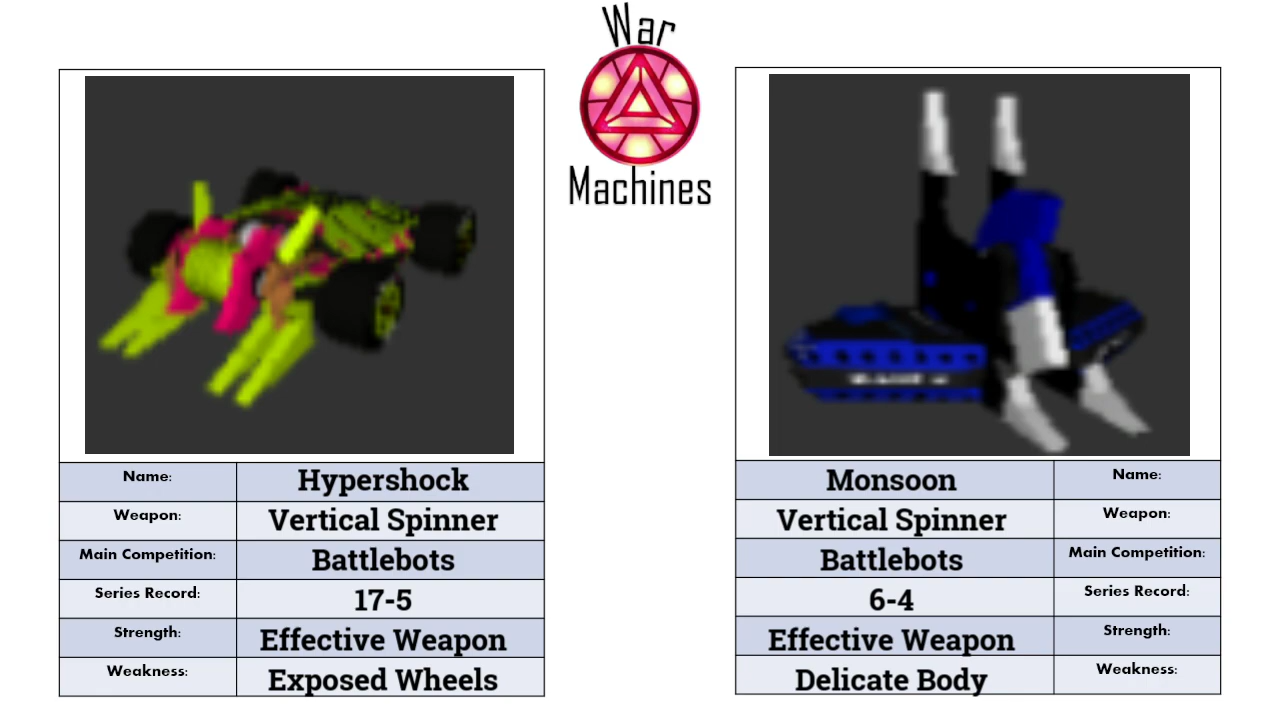 War
Machines
Name: Hypershock
Weapon: Vertical Spinner
Main Competition: Battlebots
Series Record: 17-5
Strength: Effective Weapon
Weakness: Exposed Wheels
Monsoon Name:
Vertical Spinner Weapon:
Battlebots Main Competition:
6-4 Series Record:
Effective Weapon Strength:
Delicate Body Weakness: